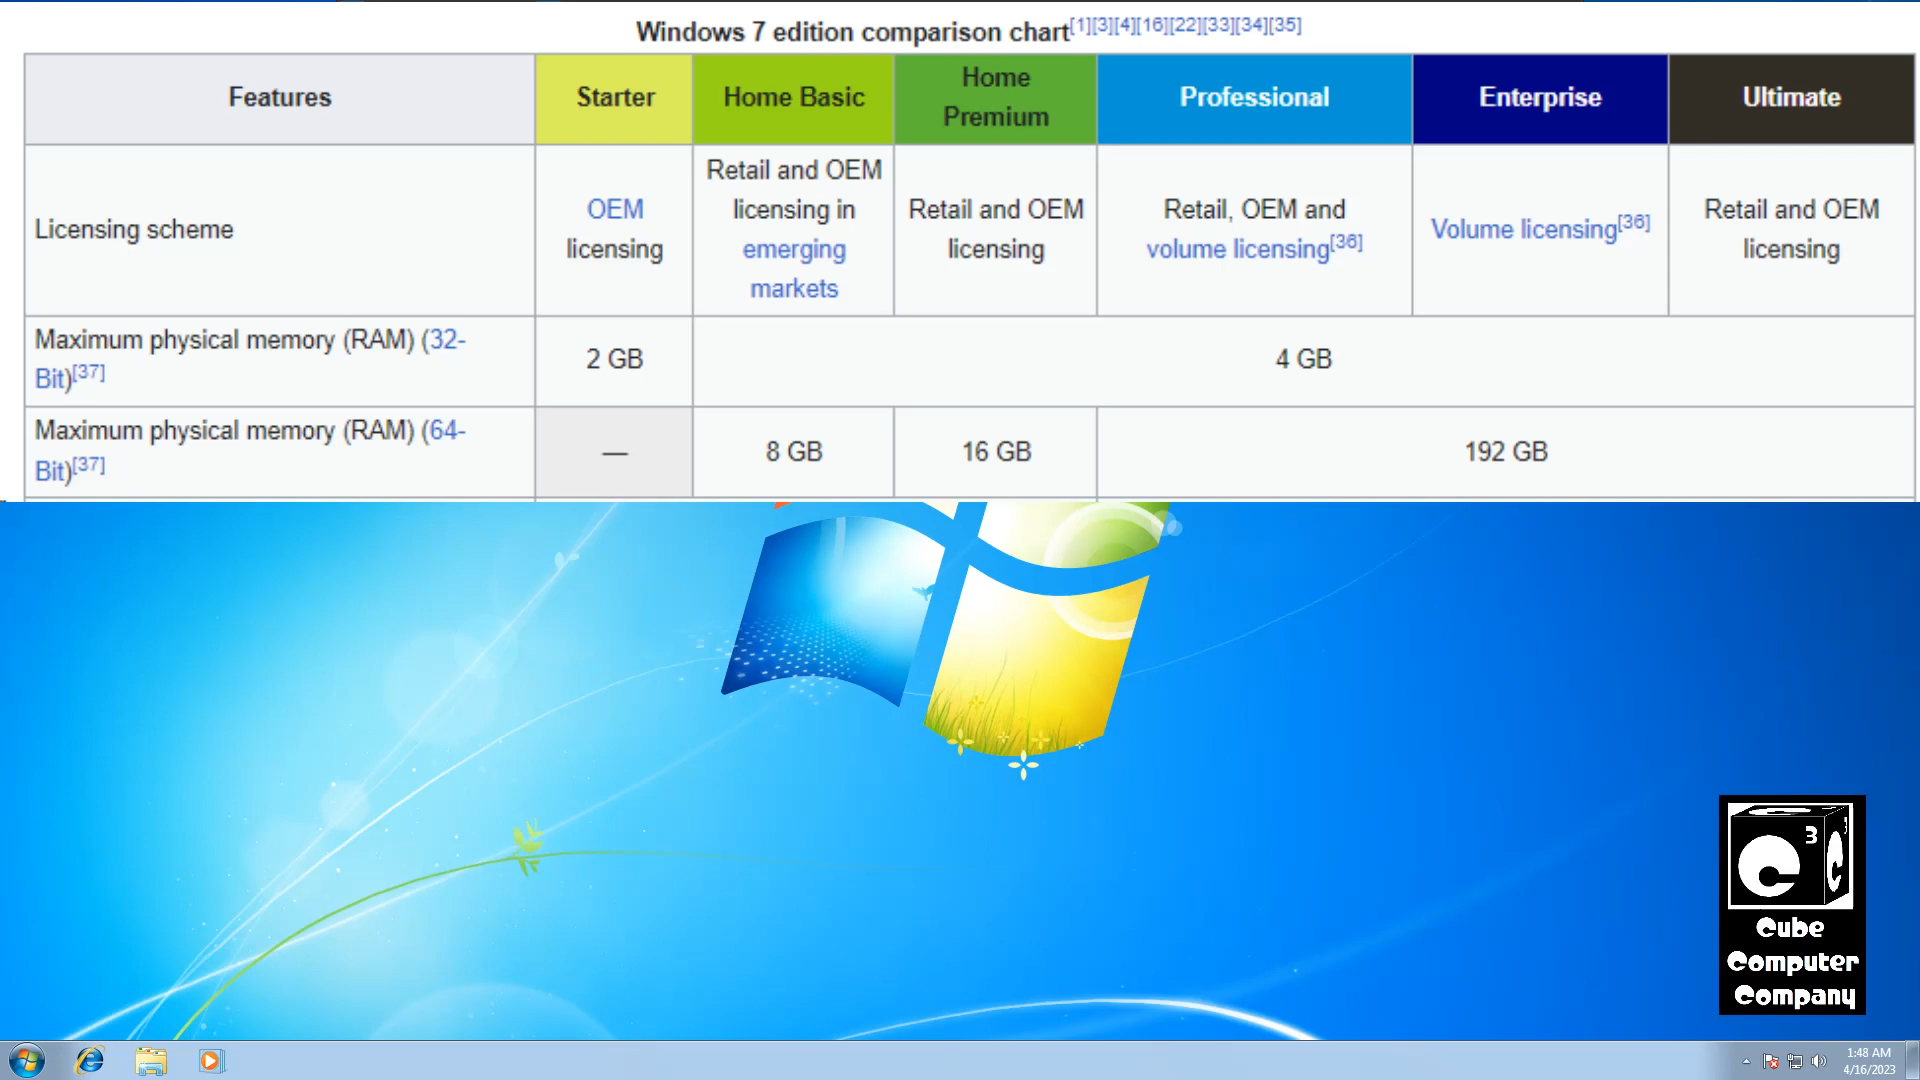 Windows 7 edition comparison chart[1][3][4][16][22][33][34][35]
Features
Starter
Home Basic
Home
Premium
Professional
Enterprise
Ultimate
Licensing scheme
OEM
licensing
Retail and OEM
licensing in
emerging
markets
Retail and OEM
licensing
Retail, OEM and
volume licensing[36]
Volume licensing[36]
Retail and OEM
licensing
Maximum physical memory (RAM) (32-
Bit)[37]
2 GB
4 GB
Maximum physical memory (RAM) (64-
Bit)[37]
—
8 GB
16 GB
192 GB
C 3
C 3
Cube
Computer
Company
1:48 AM
4/16/2023